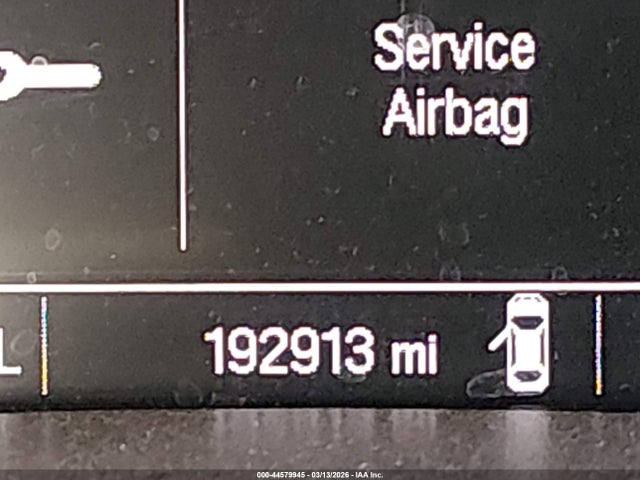 Service
Airbag
L
192913 mi
000-44579945 - 03/13/2026 - IAA Inc.